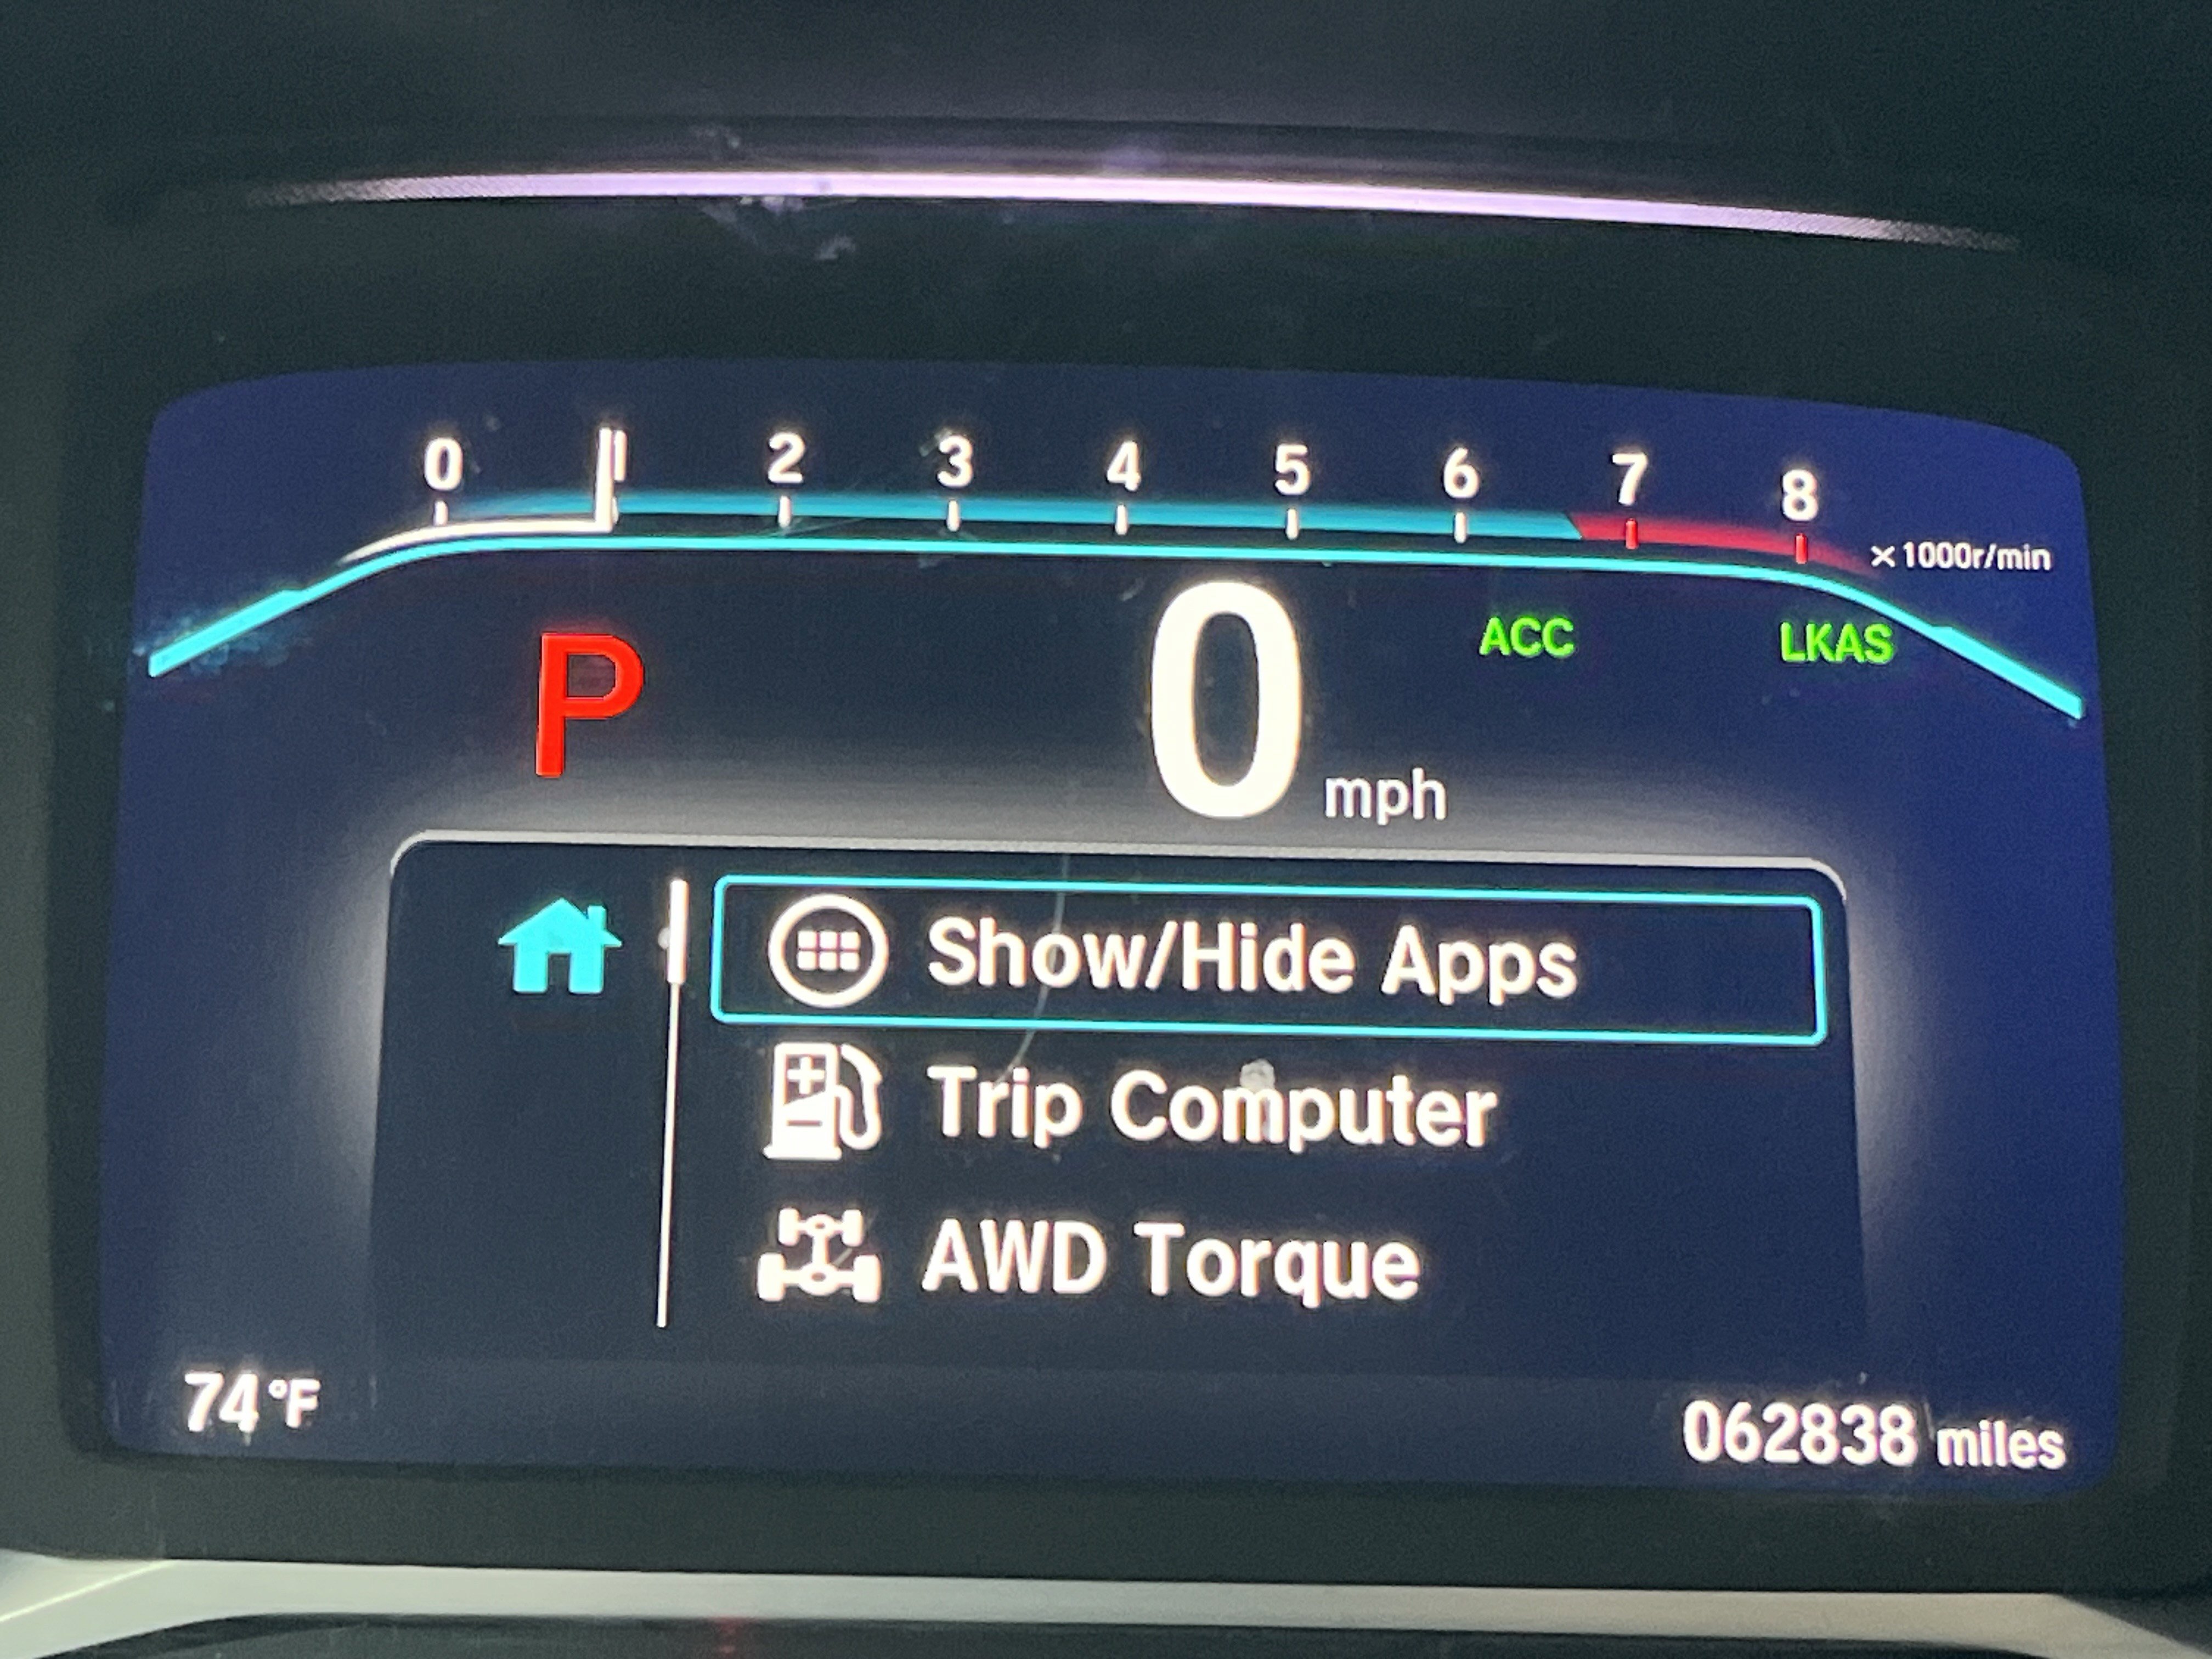 0 1 2 3 4 5 6 7 8
×1000r/min
P 0 mph ACC LKAS
Show/Hide Apps
Trip Computer
AWD Torque
74°F 062838 miles